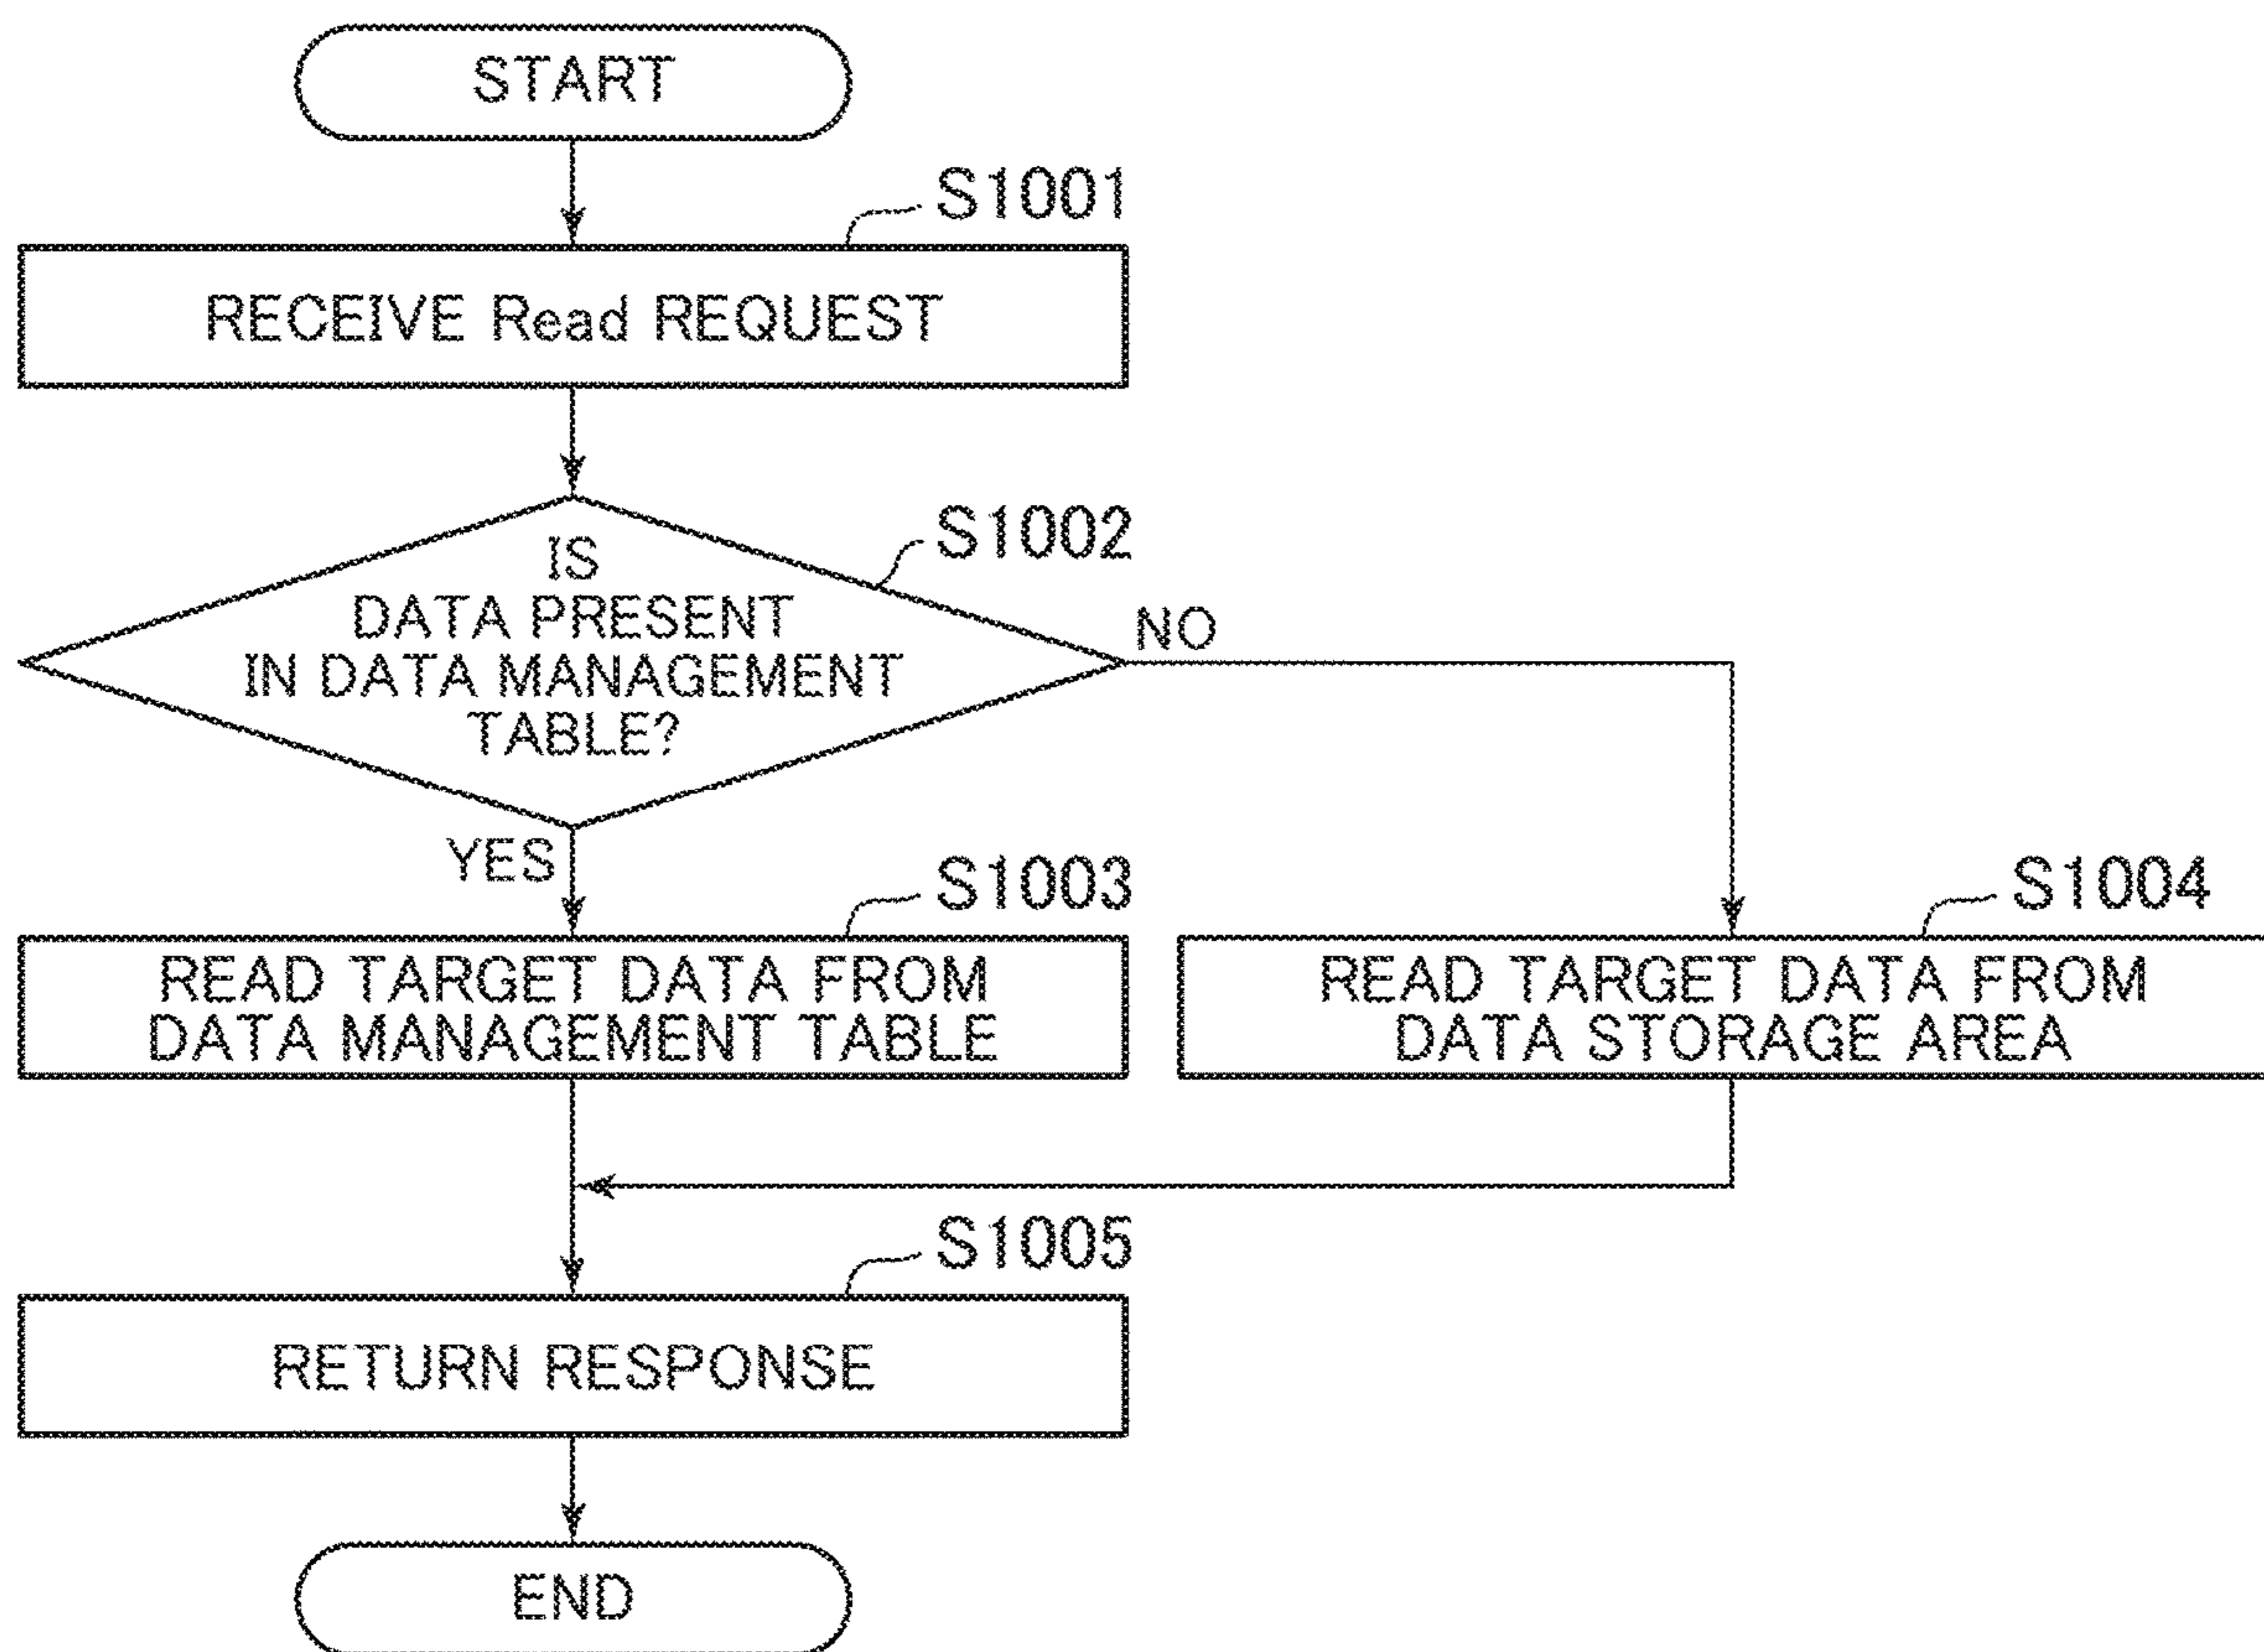 START
S1001
RECEIVE Read REQUEST
S1002
IS
DATA PRESENT
IN DATA MANAGEMENT
TABLE?
NO
YES
S1003
READ TARGET DATA FROM
DATA MANAGEMENT TABLE
S1004
READ TARGET DATA FROM
DATA STORAGE AREA
S1005
RETURN RESPONSE
END